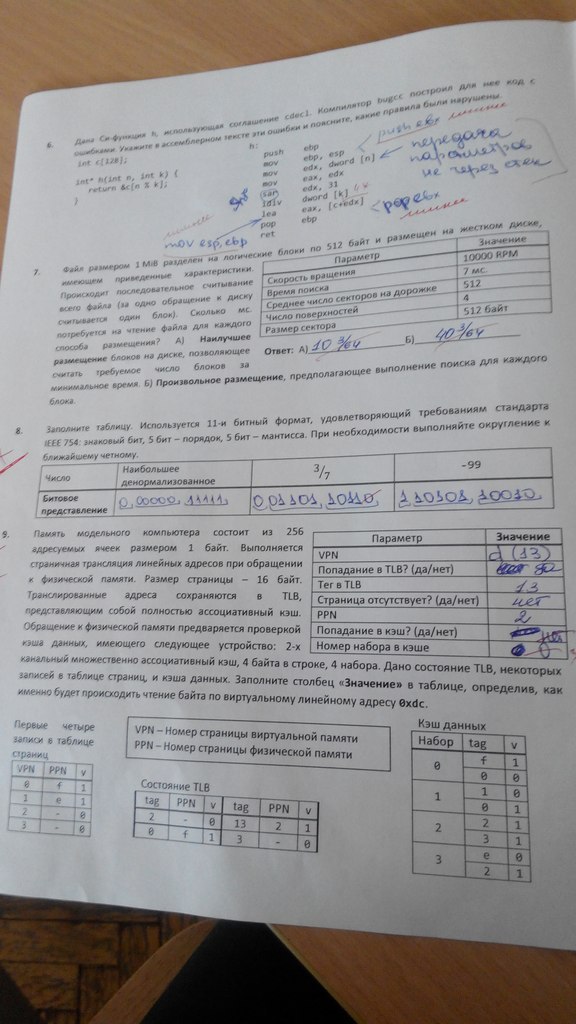 6. Дана Си-функция h, использующая соглашение cdecl. Компилятор bugcc построил для нее код с
ошибками. Укажите в ассемблерном тексте эти ошибки и поясните, какие правила были нарушены.
int c[128];
int* h(int n, int k) {
return &c[n % k];
}
h:
push ebp
mov ebp, esp
mov edx, dword [n]
mov eax, edx
sar edx, 31
idiv dword [k]
lea eax, [c+edx]
pop ebp
ret
push ebx
передача
параметров
не через стек
pop ebx
mov esp, ebp
7. Файл размером 1 MiB разделен на логические блоки по 512 байт и размещен на жестком диске,
имеющем приведенные характеристики.
Происходит последовательное считывание
всего файла (за одно обращение к диску
считывается один блок). Сколько мс.
потребуется на чтение файла для каждого
способа размещения? А) Наилучшее
размещение блоков на диске, позволяющее
считать требуемое число блоков за
минимальное время. Б) Произвольное размещение, предполагающее выполнение поиска для каждого
блока.
Параметр Значение
Скорость вращения 10000 RPM
Время поиска 7 мс.
Среднее число секторов на дорожке 512
Число поверхностей 4
Размер сектора 512 байт
Ответ: А) 10 3/64 Б) 40 3/64
8. Заполните таблицу. Используется 11-и битный формат, удовлетворяющий требованиям стандарта
IEEE 754: знаковый бит, 5 бит – порядок, 5 бит – мантисса. При необходимости выполняйте округление к
ближайшему четному.
Число Наибольшее денормализованное 3/7 -99
Битовое представление 0 00000 11111 0 01101 10110 1 10101 10010
9. Память модельного компьютера состоит из 256
адресуемых ячеек размером 1 байт. Выполняется
страничная трансляция линейных адресов при обращении
к физической памяти. Размер страницы – 16 байт.
Транслированные адреса сохраняются в TLB,
представляющим собой полностью ассоциативный кэш.
Обращение к физической памяти предваряется проверкой
кэша данных, имеющего следующее устройство: 2-х
канальный множественно ассоциативный кэш, 4 байта в строке, 4 набора. Дано состояние TLB, некоторых
записей в таблице страниц, и кэша данных. Заполните столбец «Значение» в таблице, определив, как
именно будет происходить чтение байта по виртуальному линейному адресу 0xdc.
Параметр Значение
VPN d (13)
Попадание в TLB? (да/нет) да
Тег в TLB 13
Страница отсутствует? (да/нет) нет
PPN 2
Попадание в кэш? (да/нет) нет
Номер набора в кэше 0
Первые четыре
записи в таблице
страниц
VPN PPN v
0 f 1
1 e 1
2 - 0
3 - 0
VPN – Номер страницы виртуальной памяти
PPN – Номер страницы физической памяти
Состояние TLB
tag PPN v tag PPN v
2 - 0 13 2 1
0 f 1 3 - 0
Кэш данных
Набор tag v
0 f 1
0 0
1 1 0
0 1
2 2 1
3 1
3 e 0
2 1